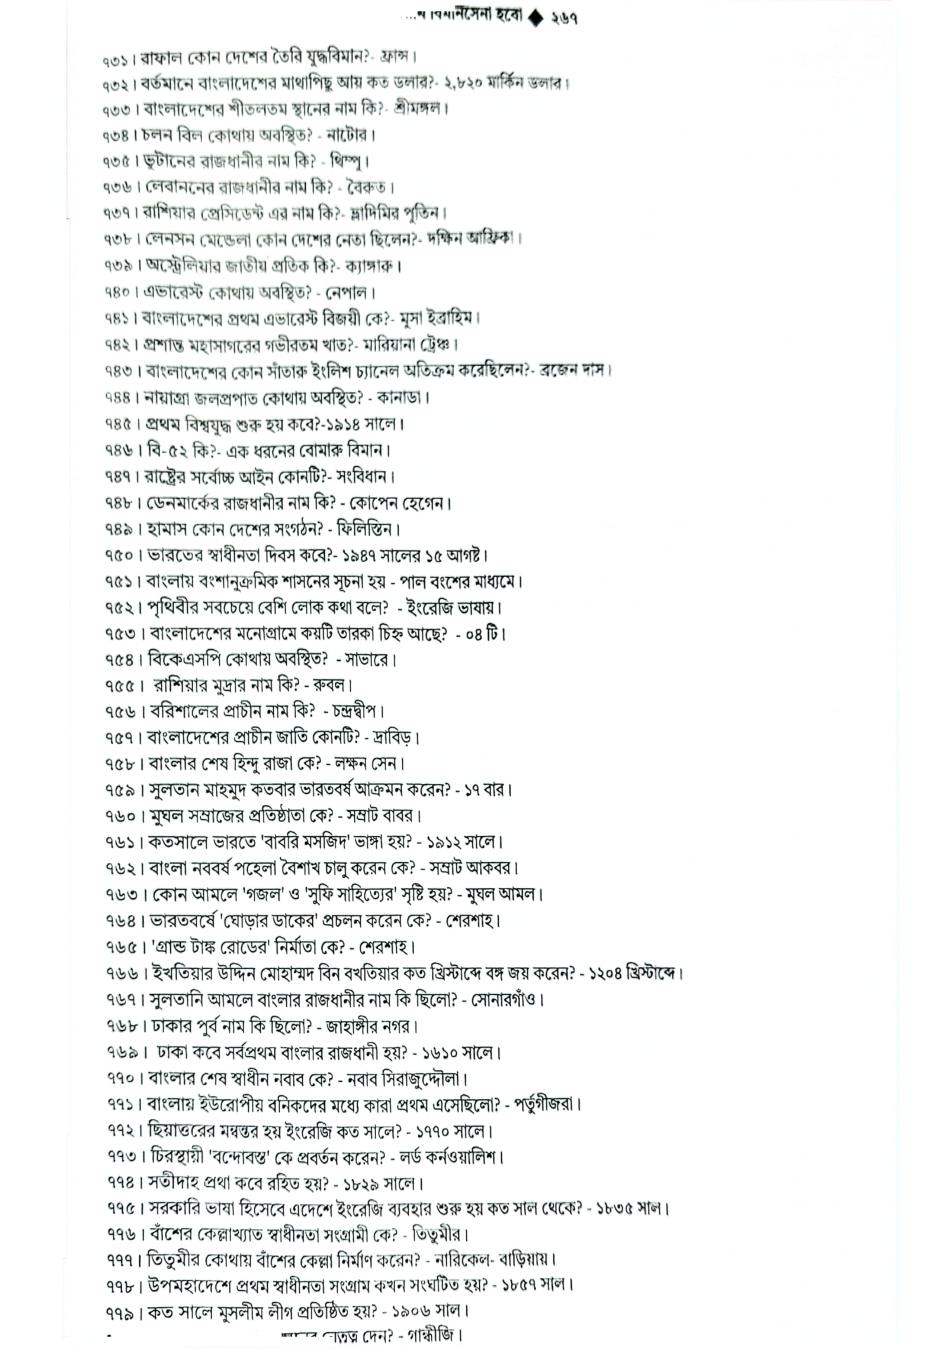 বিমানসেনা হবো ◆ ২৬৭
৭৩১। রাফাল কোন দেশের তৈরি যুদ্ধবিমান?- ফ্রান্স।
৭৩২। বর্তমানে বাংলাদেশের মাথাপিছু আয় কত ডলার?- ২,৮২০ মার্কিন ডলার।
৭৩৩। বাংলাদেশের শীতলতম স্থানের নাম কি?- শ্রীমঙ্গল।
৭৩৪। চলন বিল কোথায় অবস্থিত? - নাটোর।
৭৩৫। ভুটানের রাজধানীর নাম কি? - থিম্পু।
৭৩৬। লেবাননের রাজধানীর নাম কি? - বৈরুত।
৭৩৭। রাশিয়ার প্রেসিডেন্ট এর নাম কি?- ভ্লাদিমির পুতিন।
৭৩৮। লেনসন মেন্ডেলা কোন দেশের নেতা ছিলেন?- দক্ষিন আফ্রিকা।
৭৩৯। অস্ট্রেলিয়ার জাতীয় প্রতিক কি?- ক্যাঙ্গারু।
৭৪০। এভারেস্ট কোথায় অবস্থিত? - নেপাল।
৭৪১। বাংলাদেশের প্রথম এভারেস্ট বিজয়ী কে?- মুসা ইব্রাহিম।
৭৪২। প্রশান্ত মহাসাগরের গভীরতম খাত?- মারিয়ানা ট্রেঞ্চ।
৭৪৩। বাংলাদেশের কোন সাঁতারু ইংলিশ চ্যানেল অতিক্রম করেছিলেন?- ব্রজেন দাস।
৭৪৪। নায়াগ্রা জলপ্রপাত কোথায় অবস্থিত? - কানাডা।
৭৪৫। প্রথম বিশ্বযুদ্ধ শুরু হয় কবে?-১৯১৪ সালে।
৭৪৬। বি-৫২ কি?- এক ধরনের বোমারু বিমান।
৭৪৭। রাষ্ট্রের সর্বোচ্চ আইন কোনটি?- সংবিধান।
৭৪৮। ডেনমার্কের রাজধানীর নাম কি? - কোপেন হেগেন।
৭৪৯। হামাস কোন দেশের সংগঠন? - ফিলিস্তিন।
৭৫০। ভারতের স্বাধীনতা দিবস কবে?- ১৯৪৭ সালের ১৫ আগষ্ট।
৭৫১। বাংলায় বংশানুক্রমিক শাসনের সূচনা হয় - পাল বংশের মাধ্যমে।
৭৫২। পৃথিবীর সবচেয়ে বেশি লোক কথা বলে? - ইংরেজি ভাষায়।
৭৫৩। বাংলাদেশের মনোগ্রামে কয়টি তারকা চিহ্ন আছে? - ০৪ টি।
৭৫৪। বিকেএসপি কোথায় অবস্থিত? - সাভারে।
৭৫৫। রাশিয়ার মুদ্রার নাম কি? - রুবল।
৭৫৬। বরিশালের প্রাচীন নাম কি? - চন্দ্রদ্বীপ।
৭৫৭। বাংলাদেশের প্রাচীন জাতি কোনটি? - দ্রাবিড়।
৭৫৮। বাংলার শেষ হিন্দু রাজা কে? - লক্ষন সেন।
৭৫৯। সুলতান মাহমুদ কতবার ভারতবর্ষ আক্রমন করেন? - ১৭ বার।
৭৬০। মুঘল সম্রাজের প্রতিষ্ঠাতা কে? - সম্রাট বাবর।
৭৬১। কতসালে ভারতে 'বাবরি মসজিদ' ভাঙ্গা হয়? - ১৯১২ সালে।
৭৬২। বাংলা নববর্ষ পহেলা বৈশাখ চালু করেন কে? - সম্রাট আকবর।
৭৬৩। কোন আমলে 'গজল' ও 'সুফি সাহিত্যের' সৃষ্টি হয়? - মুঘল আমল।
৭৬৪। ভারতবর্ষে 'ঘোড়ার ডাকের' প্রচলন করেন কে? - শেরশাহ।
৭৬৫। 'গ্রান্ড টাঙ্ক রোডের' নির্মাতা কে? - শেরশাহ।
৭৬৬। ইখতিয়ার উদ্দিন মোহাম্মদ বিন বখতিয়ার কত খ্রিস্টাব্দে বঙ্গ জয় করেন? - ১২০৪ খ্রিস্টাব্দে।
৭৬৭। সুলতানি আমলে বাংলার রাজধানীর নাম কি ছিলো? - সোনারগাঁও।
৭৬৮। ঢাকার পূর্ব নাম কি ছিলো? - জাহাঙ্গীর নগর।
৭৬৯। ঢাকা কবে সর্বপ্রথম বাংলার রাজধানী হয়? - ১৬১০ সালে।
৭৭০। বাংলার শেষ স্বাধীন নবাব কে? - নবাব সিরাজুদ্দৌলা।
৭৭১। বাংলায় ইউরোপীয় বনিকদের মধ্যে কারা প্রথম এসেছিলো? - পর্তুগীজরা।
৭৭২। ছিয়াত্তরের মন্বন্তর হয় ইংরেজি কত সালে? - ১৭৭০ সালে।
৭৭৩। চিরস্থায়ী 'বন্দোবস্ত' কে প্রবর্তন করেন? - লর্ড কর্নওয়ালিশ।
৭৭৪। সতীদাহ প্রথা কবে রহিত হয়? - ১৮২৯ সালে।
৭৭৫। সরকারি ভাষা হিসেবে এদেশে ইংরেজি ব্যবহার শুরু হয় কত সাল থেকে? - ১৮৩৫ সাল।
৭৭৬। বাঁশের কেল্লাখ্যাত স্বাধীনতা সংগ্রামী কে? - তিতুমীর।
৭৭৭। তিতুমীর কোথায় বাঁশের কেল্লা নির্মাণ করেন? - নারিকেল- বাড়িয়ায়।
৭৭৮। উপমহাদেশে প্রথম স্বাধীনতা সংগ্রাম কখন সংঘটিত হয়? - ১৮৫৭ সাল।
৭৭৯। কত সালে মুসলীম লীগ প্রতিষ্ঠিত হয়? - ১৯০৬ সাল।
দেন? - গান্ধীজি।